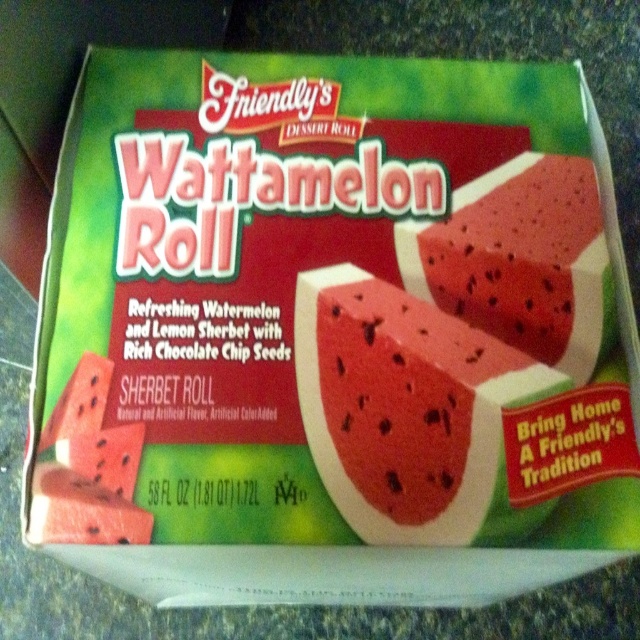 Friendly's
DESSERT ROLL
Wattamelon
Roll®
Refreshing Watermelon
and Lemon Sherbet with
Rich Chocolate Chip Seeds
SHERBET ROLL
Natural and Artificial Flavor, Artificial Color Added
58 FL OZ (1.81 QT) 1.72L
Bring Home
A Friendly's
Tradition